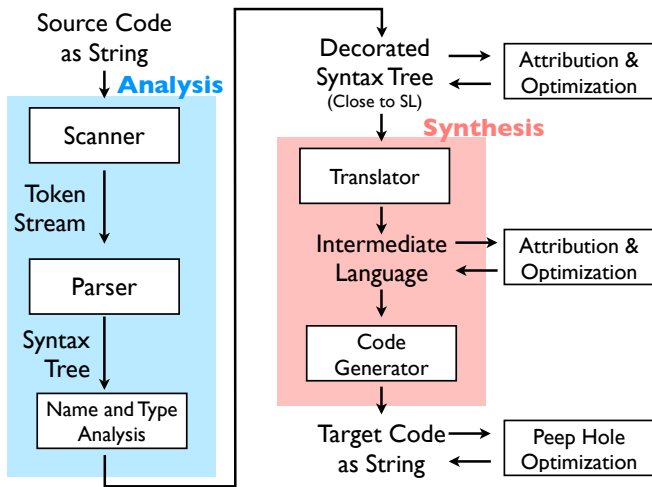 Source Code
as String
Analysis
Scanner
Token
Stream
Parser
Syntax
Tree
Name and Type
Analysis
Decorated
Syntax Tree
(Close to SL)
Attribution &
Optimization
Synthesis
Translator
Intermediate
Language
Attribution &
Optimization
Code
Generator
Target Code
as String
Peep Hole
Optimization